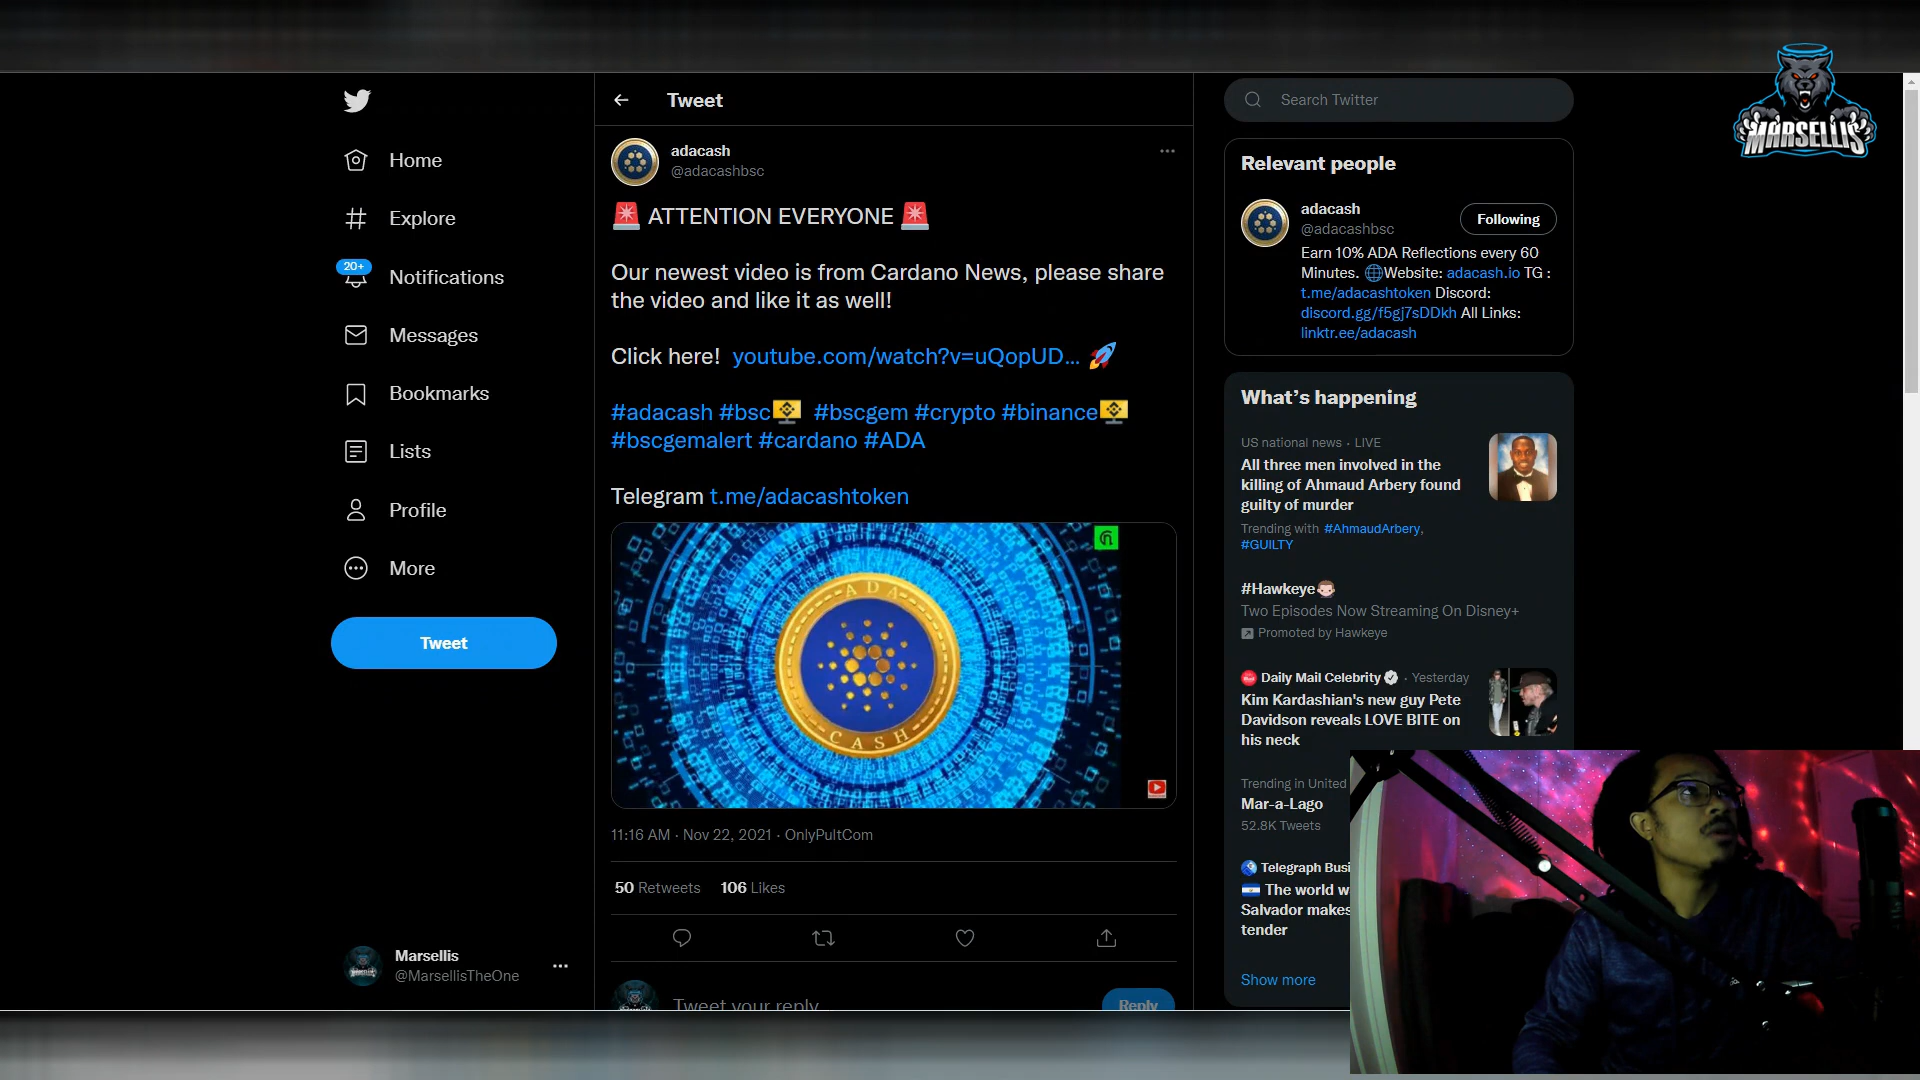 MARSELLIS
Home
Explore
20+
Notifications
Messages
Bookmarks
Lists
Profile
More
Tweet
Marsellis
@MarsellisTheOne
Tweet
adacash
@adacashbsc
ATTENTION EVERYONE
Our newest video is from Cardano News, please share
the video and like it as well!
Click here! youtube.com/watch?v=uQopUD...
#adacash #bsc #bscgem #crypto #binance
#bscgemalert #cardano #ADA
Telegram t.me/adacashtoken
ADA
CASH
11:16 AM · Nov 22, 2021 · OnlyPultCom
50 Retweets 106 Likes
Tweet your reply
Reply
Search Twitter
Relevant people
adacash
@adacashbsc
Following
Earn 10% ADA Reflections every 60
Minutes. Website: adacash.io TG :
t.me/adacashtoken Discord:
discord.gg/f5gj7sDDkh All Links:
linktr.ee/adacash
What's happening
US national news · LIVE
All three men involved in the
killing of Ahmaud Arbery found
guilty of murder
Trending with #AhmaudArbery,
#GUILTY
#Hawkeye
Two Episodes Now Streaming On Disney+
Promoted by Hawkeye
Daily Mail Celebrity · Yesterday
Kim Kardashian's new guy Pete
Davidson reveals LOVE BITE on
his neck
Trending in United
Mar-a-Lago
52.8K Tweets
Telegraph Busi
The world w
Salvador makes
tender
Show more